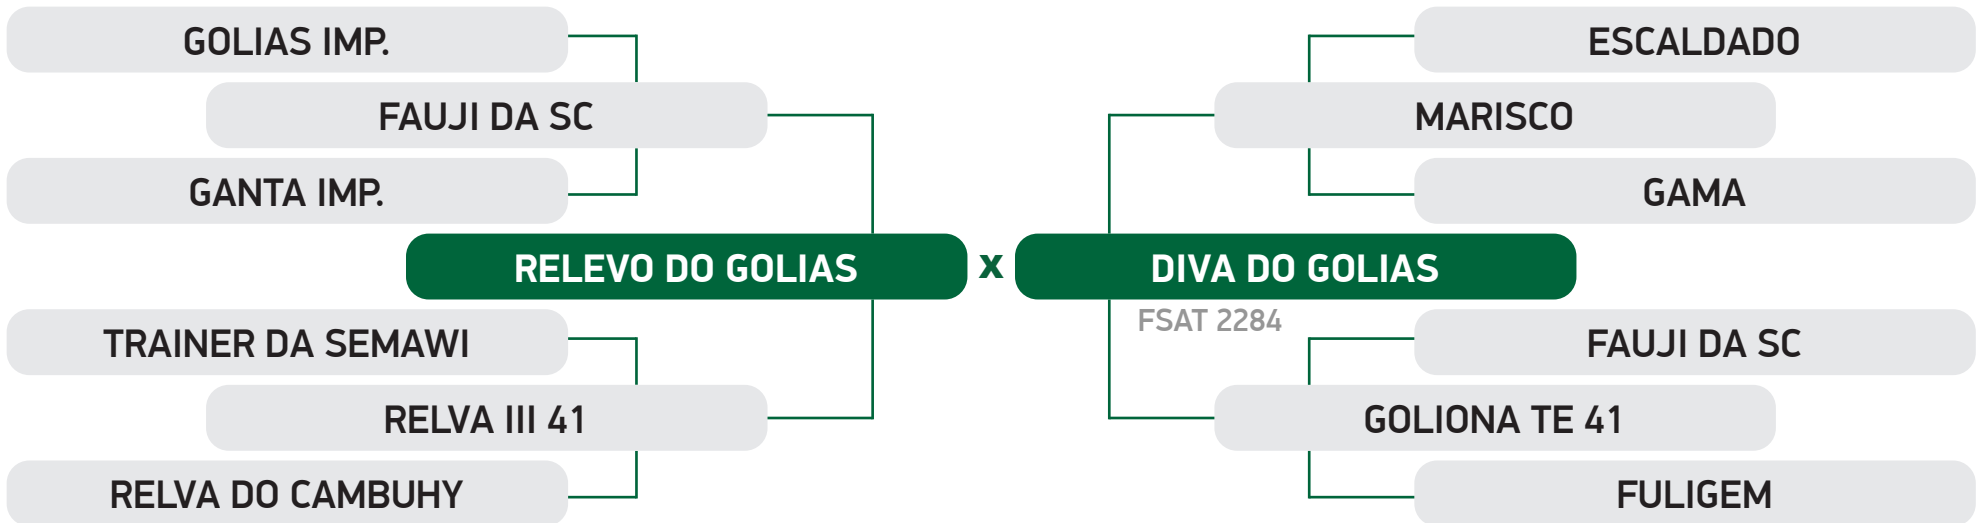 GOLIAS IMP.
ESCALDADO
FAUJI DA SC
MARISCO
GANTA IMP.
GAMA
RELEVO DO GOLIAS x DIVA DO GOLIAS
FSAT 2284
TRAINER DA SEMAWI
FAUJI DA SC
RELVA III 41
GOLIONA TE 41
RELVA DO CAMBUHY
FULIGEM